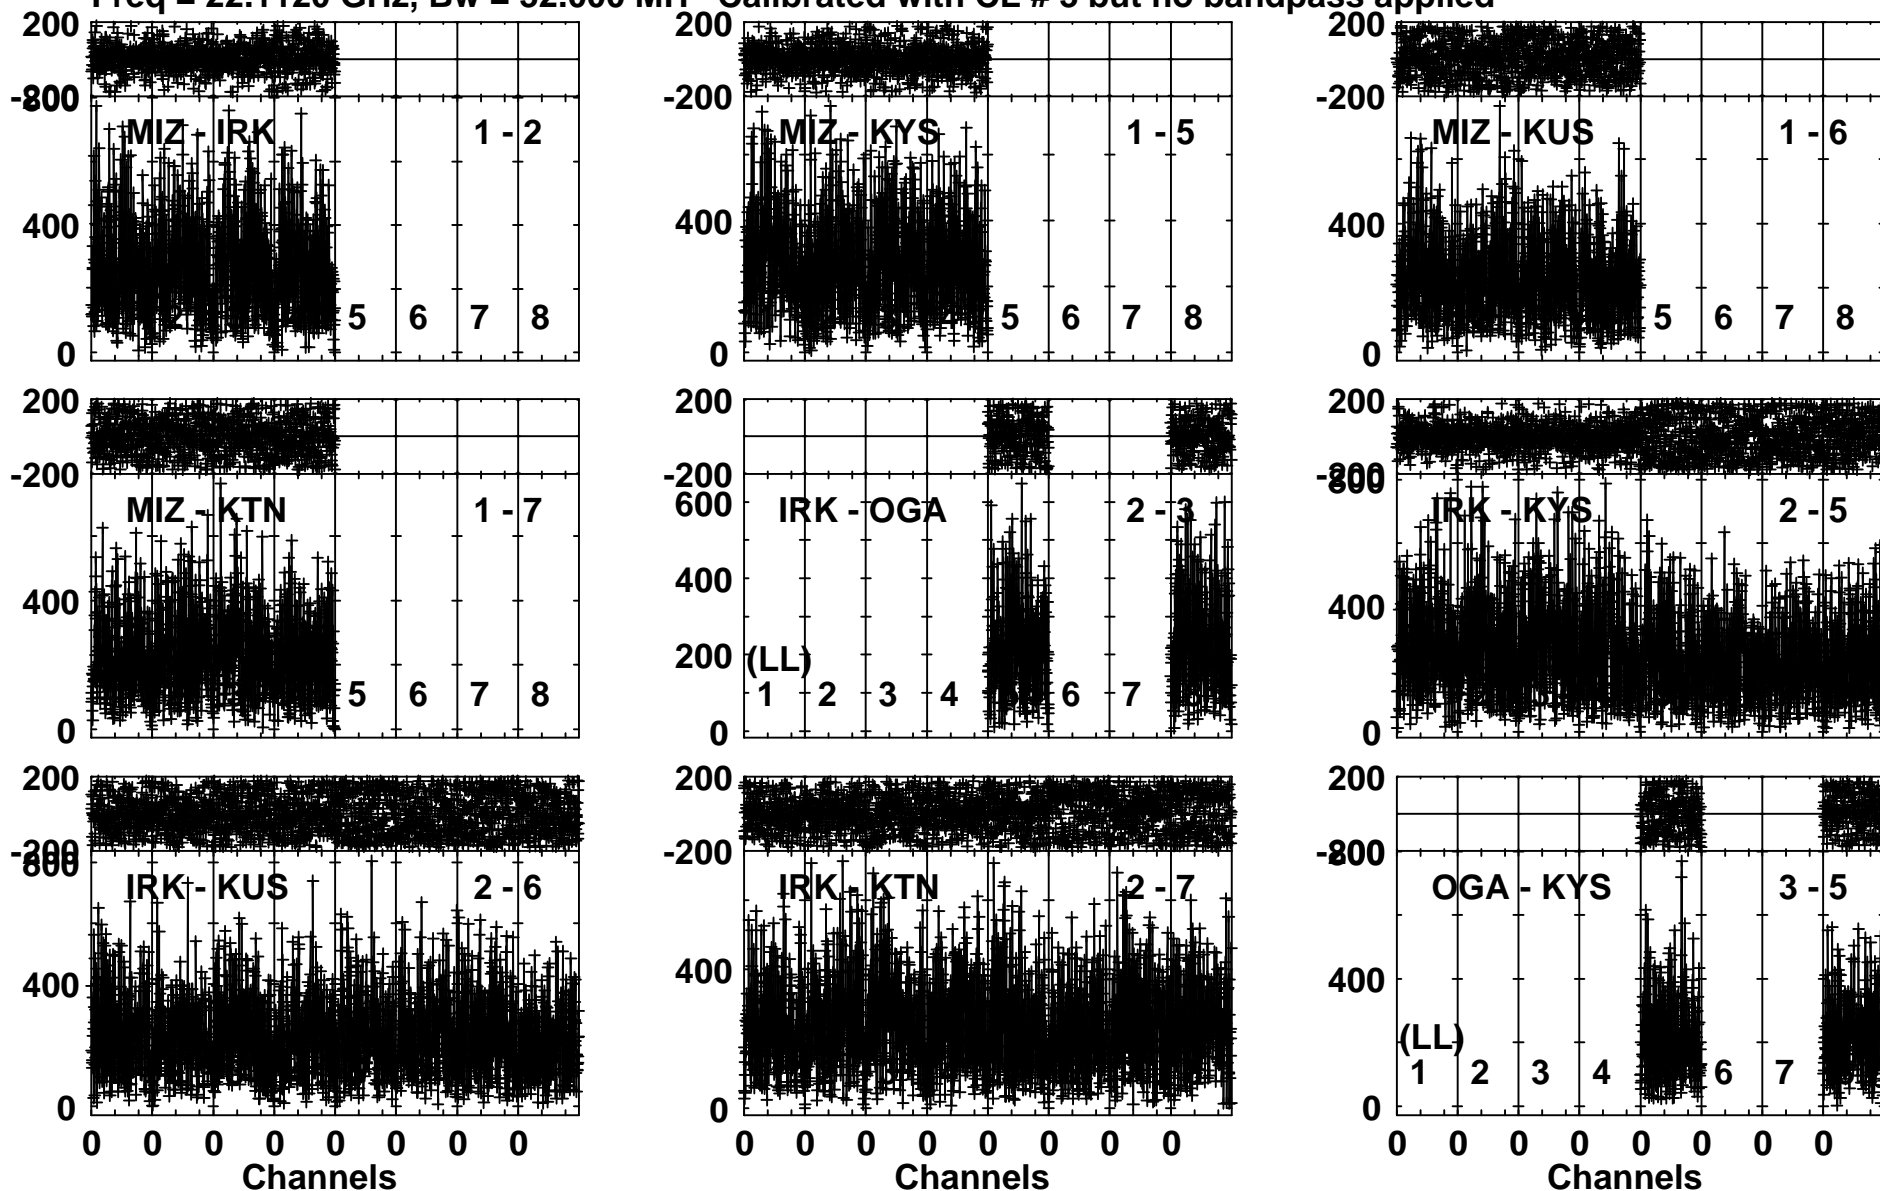 Freq = 22.1120 GHz, Bw = 32.000 MH Calibrated with CL # 3 but no bandpass applied
200 200 200
-200 -200
800
MIZ - IRK 1 - 2 MIZ - KYS 1 - 5 MIZ - KUS 1 - 6
400 400 400
5 6 7 8 5 6 7 8 5 6 7 8
0 0 0
200 200 200
-200 -200 -200
800
600
MIZ - KTN 1 - 7 IRK - OGA 2 - 3 IRK - KYS 2 - 5
400 400 400
200
(LL)
5 6 7 8 1 2 3 4 6 7
0 0 0
200 200 200
-200 -200
800 800
IRK - KUS 2 - 6 IRK - KTN 2 - 7 OGA - KYS 3 - 5
400 400 400
(LL)
1 2 3 4 6 7
0 0 0
0 0 0 0 0 0 0 0 0 0 0 0 0 0 0 0 0 0 0 0 0 0 0 0
Channels Channels Channels